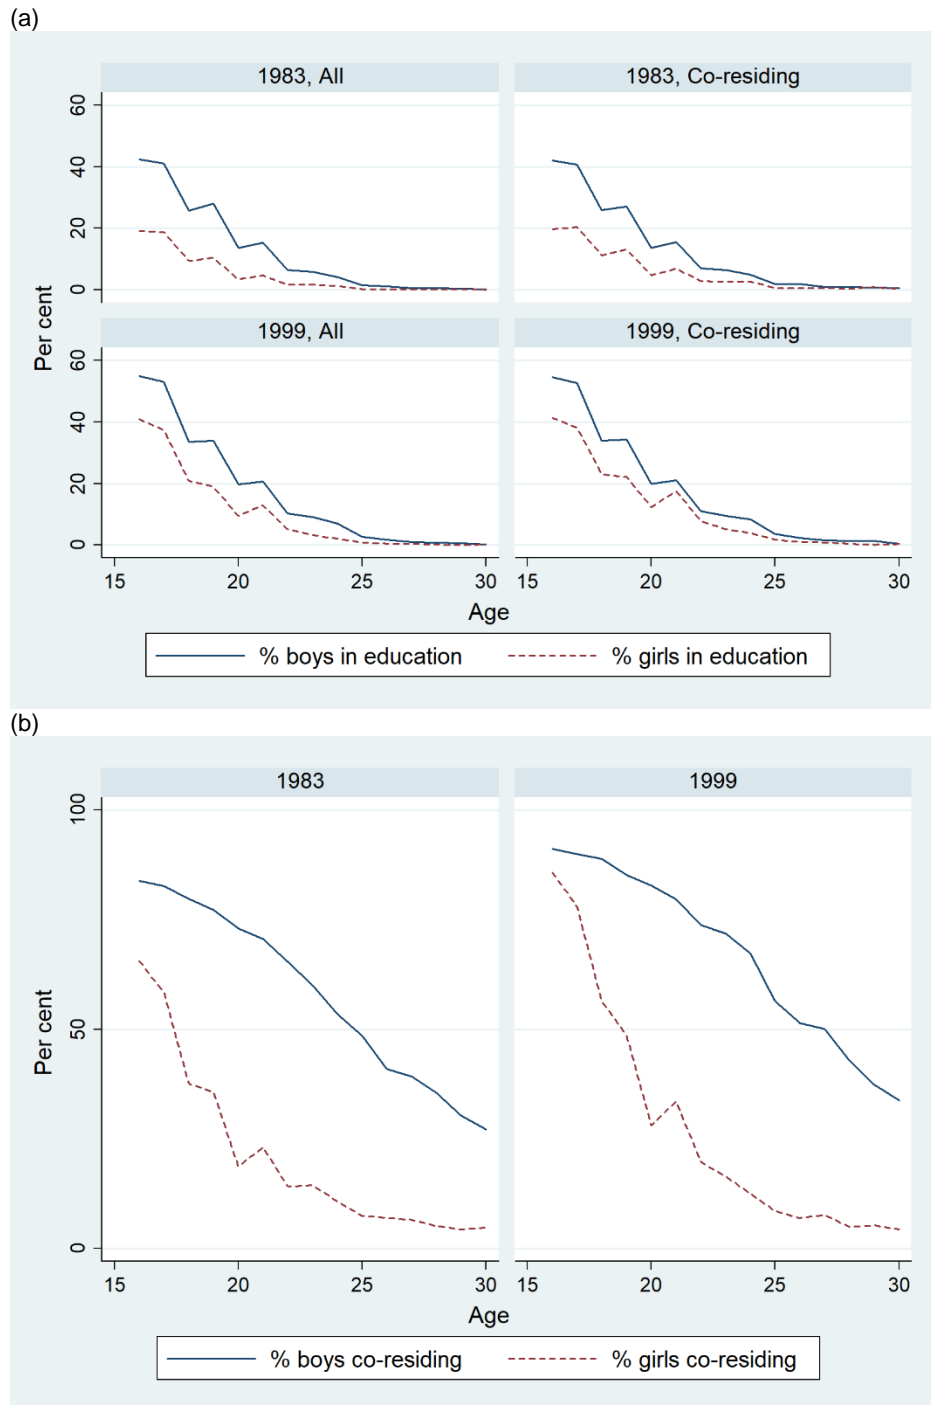 (a)
1983, All
1983, Co-residing
60
40
20
0
1999, All
1999, Co-residing
60
40
20
0
Per cent
15 20 25 30
15 20 25 30
Age
% boys in education
% girls in education
(b)
1983
1999
100
50
0
Per cent
15 20 25 30
15 20 25 30
Age
% boys co-residing
% girls co-residing